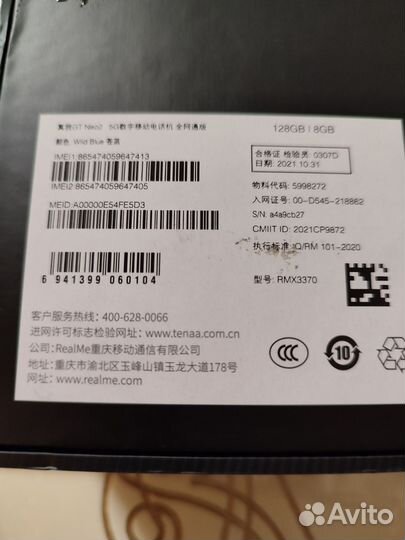 真我GT Neo2 5G数字移动电话机 全网通版
128GB | 8GB
颜色: Wild Blue 苍蓝
IMEI1:865474059647413
IMEI2:865474059647405
MEID:A00000E54FE5D3
6 941399 060104
合格证 检验员: 0307D
日期: 2021.10.31
物料代码: 5998272
入网证号: 00-D545-218862
S/N: a4a9cb27
CMIIT ID: 2021CP9872
执行标准: IQ/RM 101-2020
型号: RMX3370
客户服务热线: 400-628-0066
进网许可标志检验网址: www.tenaa.com.cn
公司: RealMe重庆移动通信有限公司
地址: 重庆市渝北区玉峰山镇玉龙大道178号
网址: www.realme.com
CCC
10
Avito